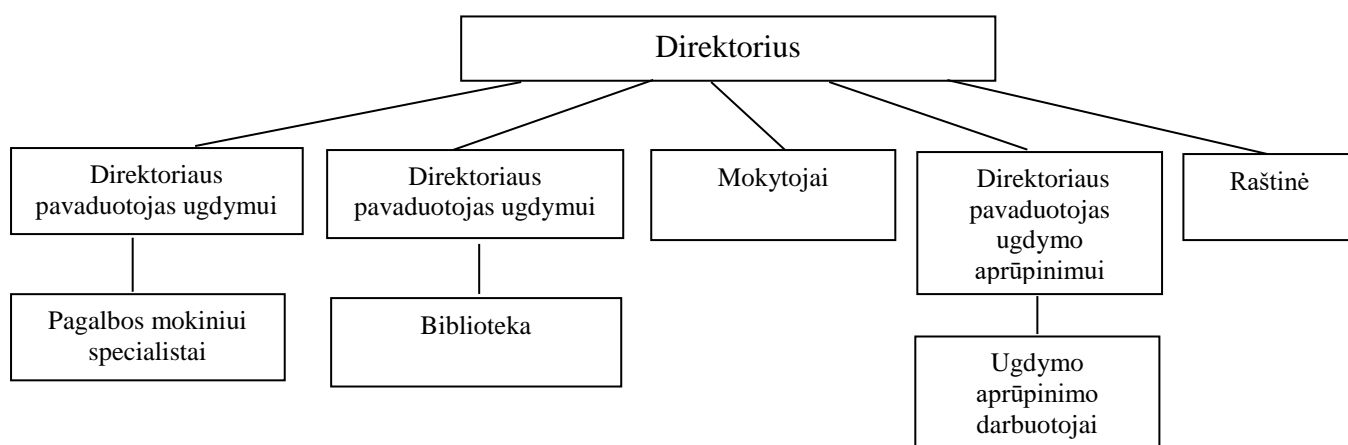 Direktorius
Direktoriaus
pavaduotojas ugdymui
Direktoriaus
pavaduotojas ugdymui
Mokytojai
Direktoriaus
pavaduotojas
ugdymo
aprūpinimui
Raštinė
Pagalbos mokiniui
specialistai
Biblioteka
Ugdymo
aprūpinimo
darbuotojai